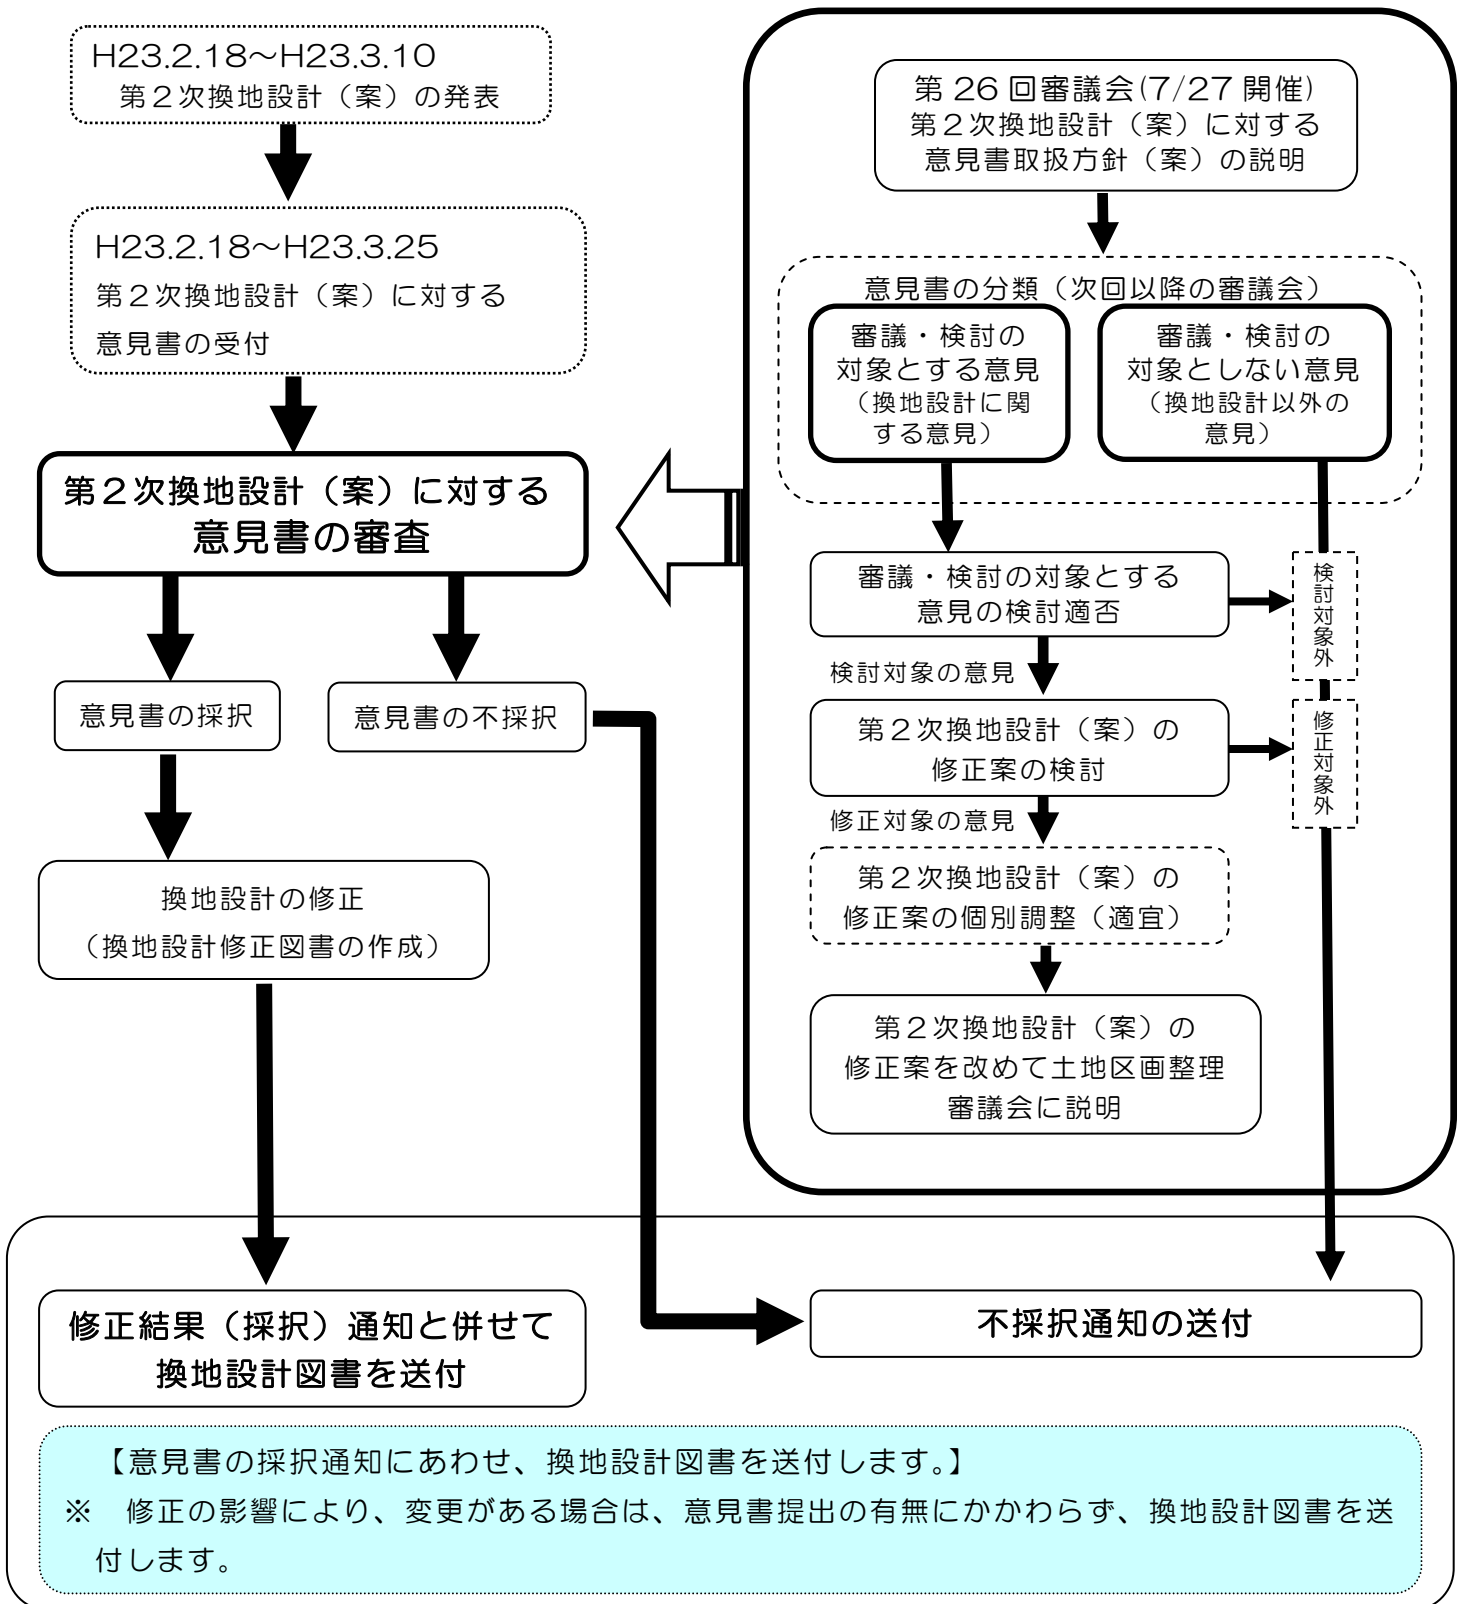 H23.2.18～H23.3.10
第２次換地設計（案）の発表
H23.2.18～H23.3.25
第２次換地設計（案）に対する
意見書の受付
第２次換地設計（案）に対する
意見書の審査
意見書の採択
意見書の不採択
換地設計の修正
（換地設計修正図書の作成）
第 26 回審議会(7/27 開催)
第２次換地設計（案）に対する
意見書取扱方針（案）の説明
意見書の分類（次回以降の審議会）
審議・検討の
対象とする意見
（換地設計に関
する意見）
審議・検討の
対象としない意見
（換地設計以外の
意見）
審議・検討の対象とする
意見の検討適否
検討対象外
検討対象の意見
第２次換地設計（案）の
修正案の検討
修正対象外
修正対象の意見
第２次換地設計（案）の
修正案の個別調整（適宜）
第２次換地設計（案）の
修正案を改めて土地区画整理
審議会に説明
修正結果（採択）通知と併せて
換地設計図書を送付
不採択通知の送付
【意見書の採択通知にあわせ、換地設計図書を送付します。】
※　修正の影響により、変更がある場合は、意見書提出の有無にかかわらず、換地設計図書を送
付します。